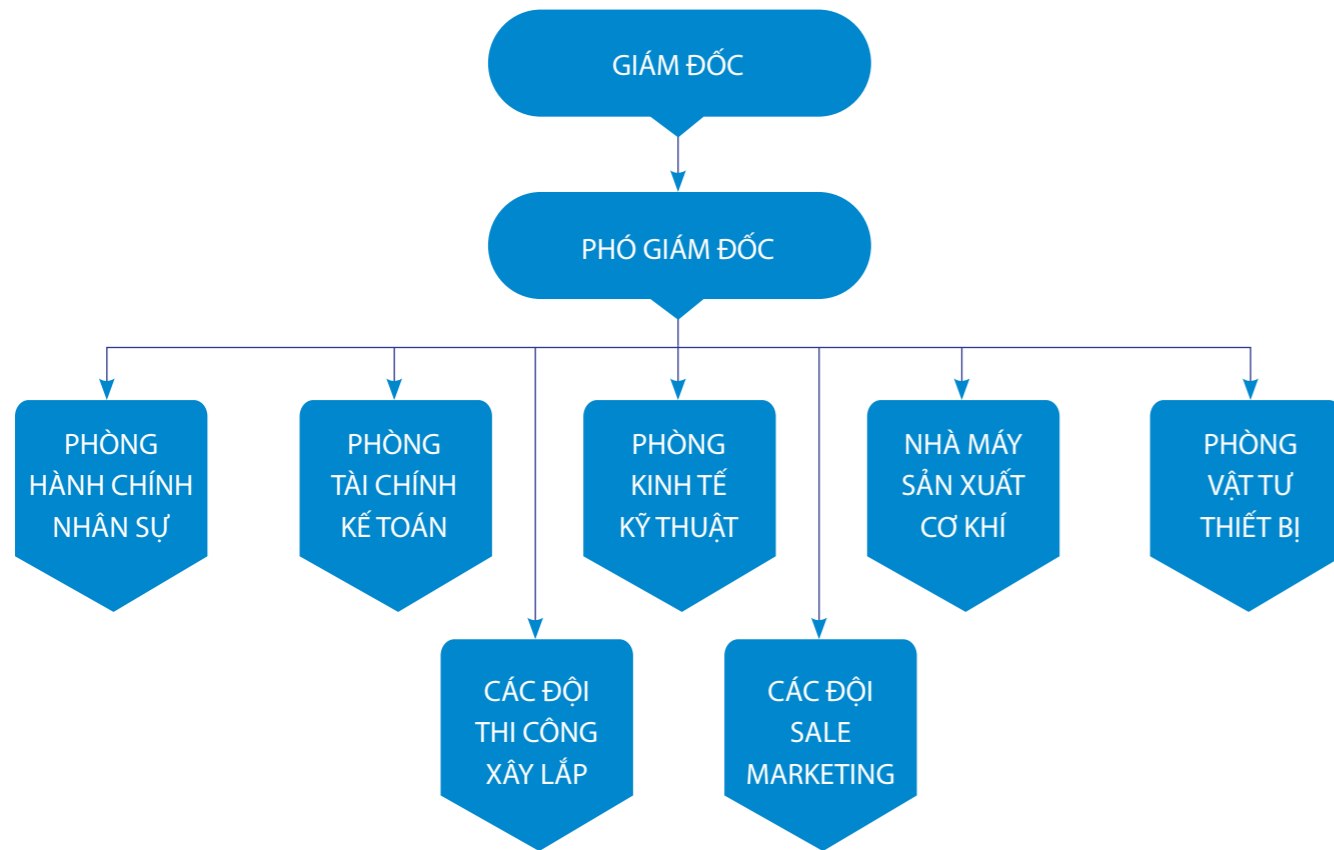 GIÁM ĐỐC
PHÓ GIÁM ĐỐC
PHÒNG
HÀNH CHÍNH
NHÂN SỰ
PHÒNG
TÀI CHÍNH
KẾ TOÁN
PHÒNG
KINH TẾ
KỸ THUẬT
NHÀ MÁY
SẢN XUẤT
CƠ KHÍ
PHÒNG
VẬT TƯ
THIẾT BỊ
CÁC ĐỘI
THI CÔNG
XÂY LẮP
CÁC ĐỘI
SALE
MARKETING